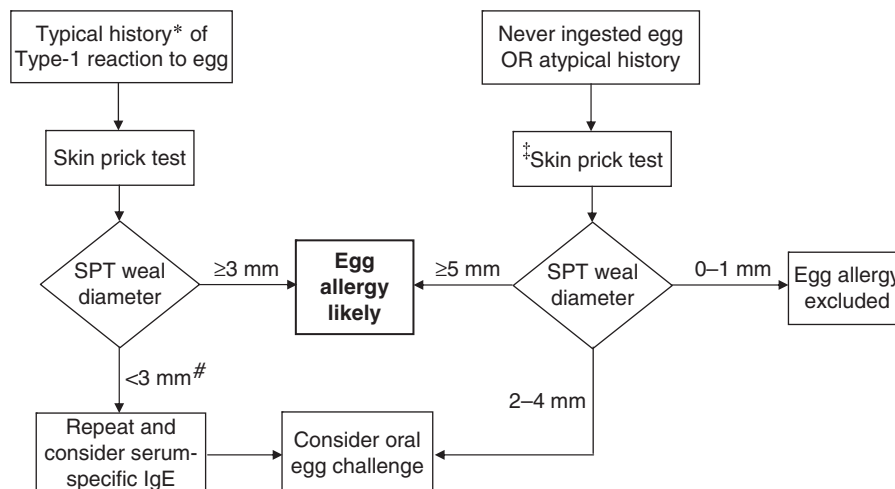 Typical history* of
Type-1 reaction to egg
Never ingested egg
OR atypical history
Skin prick test
‡Skin prick test
SPT weal
diameter
≥3 mm
Egg
allergy
likely
≥5 mm
SPT weal
diameter
0–1 mm
Egg allergy
excluded
<3 mm#
2–4 mm
Repeat and
consider serum-
specific IgE
Consider oral
egg challenge